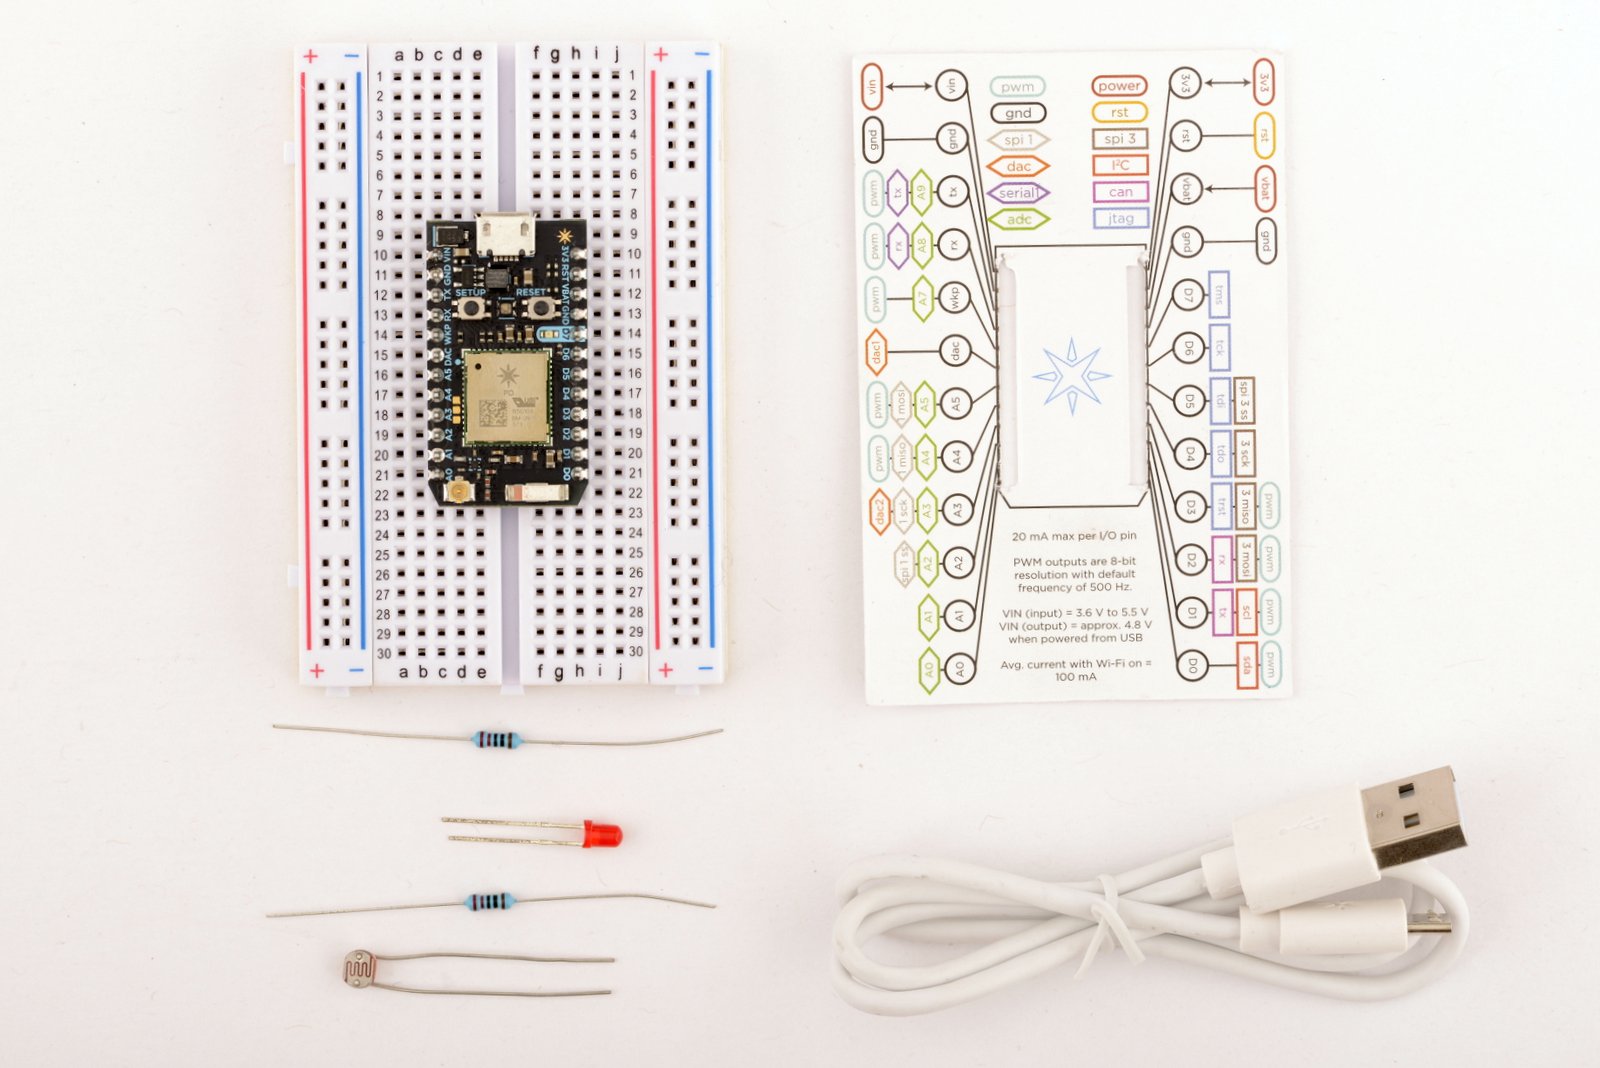 + − a b c d e f g h i j + −
1 1
2 2
3 3
4 4
5 5
6 6
7 7
8 8
9 9
10 10
11 11
12 12
13 13
14 14
15 15
16 16
17 17
18 18
19 19
20 20
21 21
22 22
23 23
24 24
25 25
26 26
27 27
28 28
29 29
30 30
+ − a b c d e f g h i j + −
SETUP RESET
VIN
GND
TX
RX
WKP
DAC
A5
A4
A3
A2
A1
A0
3V3
RST
VBAT
GND
D7
D6
D5
D4
D3
D2
D1
D0
P0
vin vin
gnd gnd
pwm tx A9 tx
pwm rx A8 rx
pwm A7 wkp
dac1 dac
pwm 1 mosi A5 A5
pwm 1 miso A4 A4
dac2 1 sck A3 A3
spi 1 ss A2 A2
A1 A1
A0 A0
pwm power
gnd rst
spi 1 spi 3
dac I²C
serial1 can
adc jtag
3v3 3v3
rst rst
vbat vbat
gnd gnd
D7 tms
D6 tck
D5 tdi spi 3 ss
D4 tdo 3 sck
D3 trst 3 miso pwm
D2 rx 3 mosi pwm
D1 tx scl pwm
D0 sda pwm
20 mA max per I/O pin
PWM outputs are 8-bit
resolution with default
frequency of 500 Hz.
VIN (input) = 3.6 V to 5.5 V
VIN (output) = approx. 4.8 V
when powered from USB
Avg. current with Wi-Fi on =
100 mA